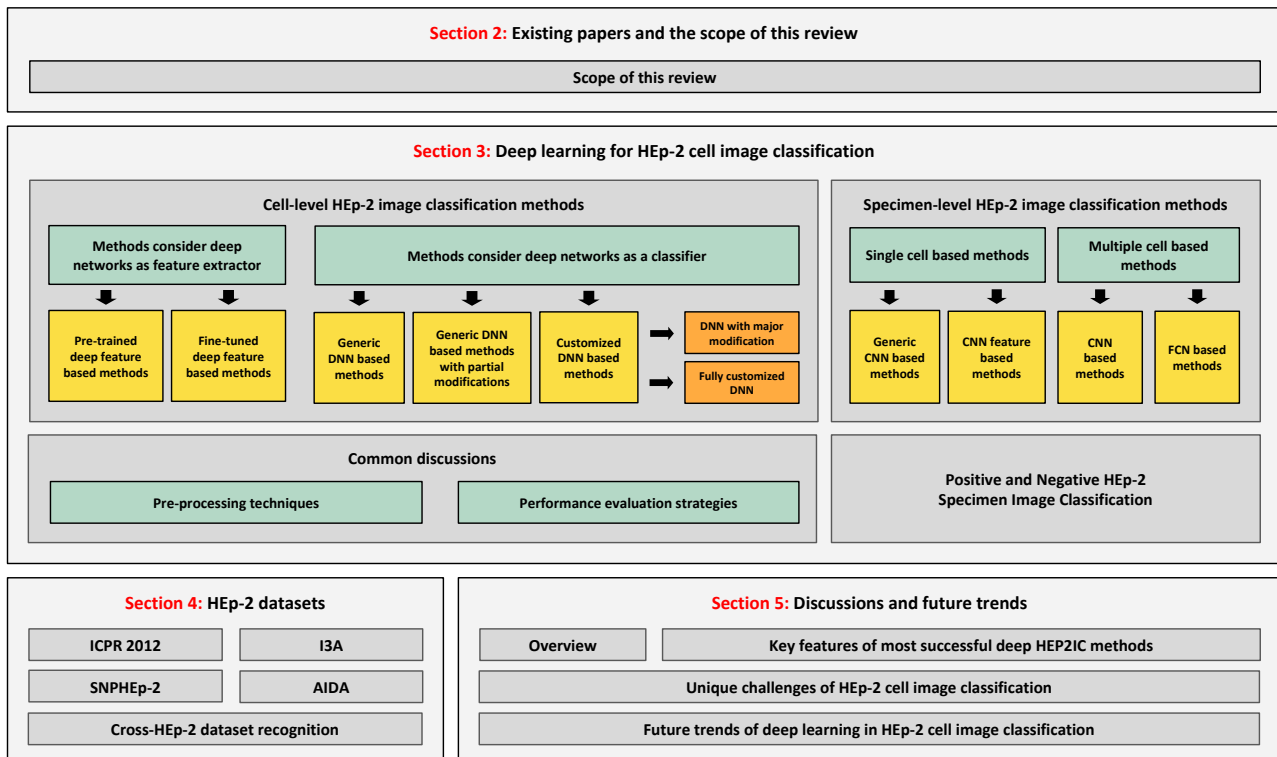 Section 2: Existing papers and the scope of this review
Scope of this review
Section 3: Deep learning for HEp-2 cell image classification
Cell-level HEp-2 image classification methods
Methods consider deep
networks as feature extractor
Methods consider deep networks as a classifier
Pre-trained
deep feature
based methods
Fine-tuned
deep feature
based methods
Generic
DNN based
methods
Generic DNN
based methods
with partial
modifications
Customized
DNN based
methods
DNN with major
modification
Fully customized
DNN
Specimen-level HEp-2 image classification methods
Single cell based methods
Multiple cell based
methods
Generic
CNN based
methods
CNN feature
based
methods
CNN
based
methods
FCN based
methods
Common discussions
Pre-processing techniques
Performance evaluation strategies
Positive and Negative HEp-2
Specimen Image Classification
Section 4: HEp-2 datasets
ICPR 2012
I3A
SNPHEp-2
AIDA
Cross-HEp-2 dataset recognition
Section 5: Discussions and future trends
Overview
Key features of most successful deep HEP2IC methods
Unique challenges of HEp-2 cell image classification
Future trends of deep learning in HEp-2 cell image classification